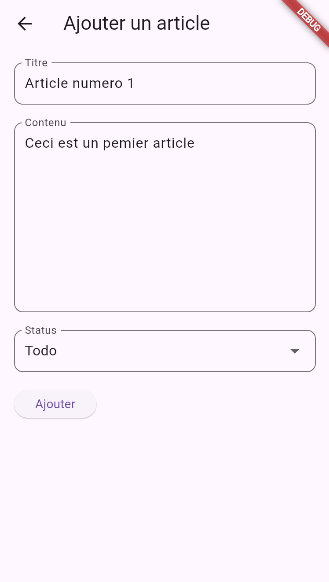 Ajouter un article
DEBUG
Titre
Article numero 1
Contenu
Ceci est un pemier article
Status
Todo
Ajouter